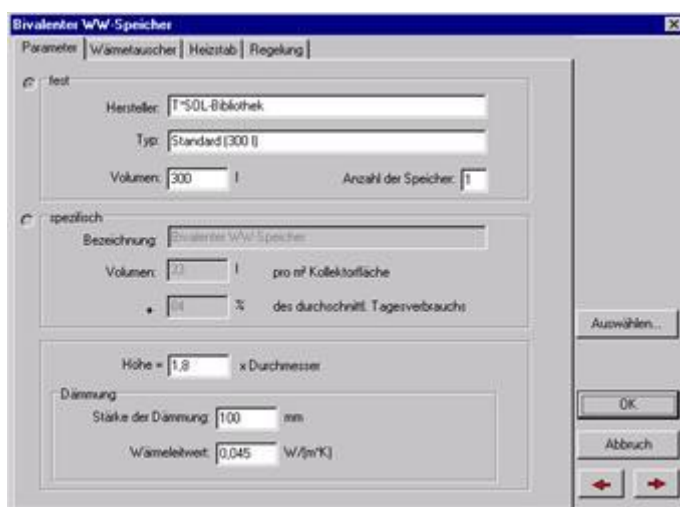 Bivalenter WW-Speicher
Parameter Wärmetauscher Heizstab Regelung
fest
Hersteller: T*SOL-Bibliothek
Typ: Standard (300 l)
Volumen: 300 l Anzahl der Speicher: 1
spezifisch
Bezeichnung: Bivalenter WW-Speicher
Volumen: 33 l pro m² Kollektorfläche
+ % des durchschnittl. Tagesverbrauchs
Auswählen...
Höhe = 1,8 x Durchmesser
Dämmung
Stärke der Dämmung: 100 mm
Wärmeleitwert: 0,045 W/(m*K)
OK
Abbruch